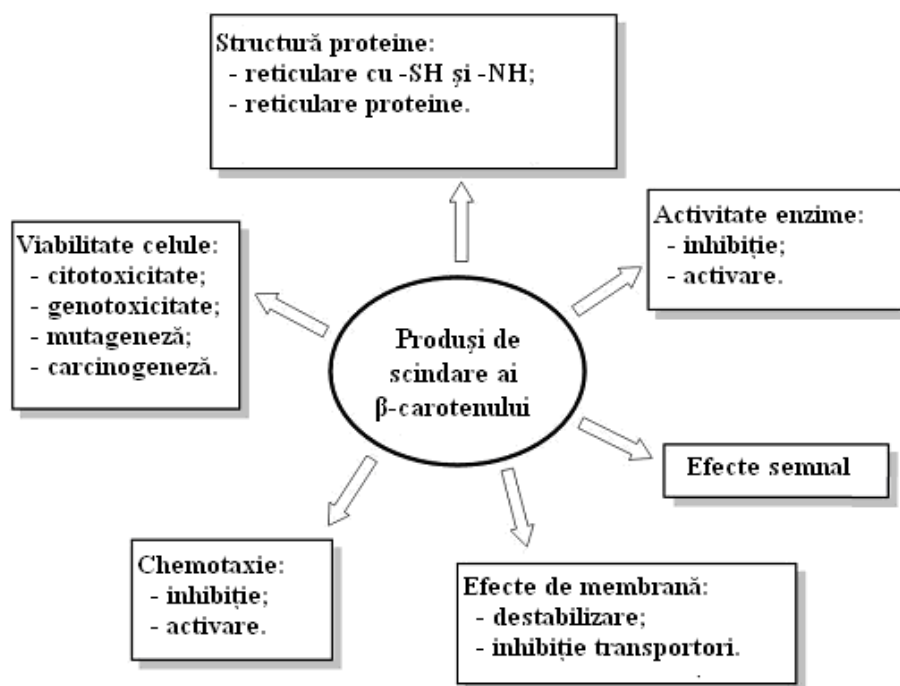 Structură proteine:
- reticulare cu -SH și -NH;
- reticulare proteine.
Activitate enzime:
- inhibiție;
- activare.
Viabilitate celule:
- citotoxicitate;
- genotoxicitate;
- mutageneză;
- carcinogeneză.
Produși de
scindare ai
β-carotenului
Efecte semnal
Chemotaxie:
- inhibiție;
- activare.
Efecte de membrană:
- destabilizare;
- inhibiție transportori.